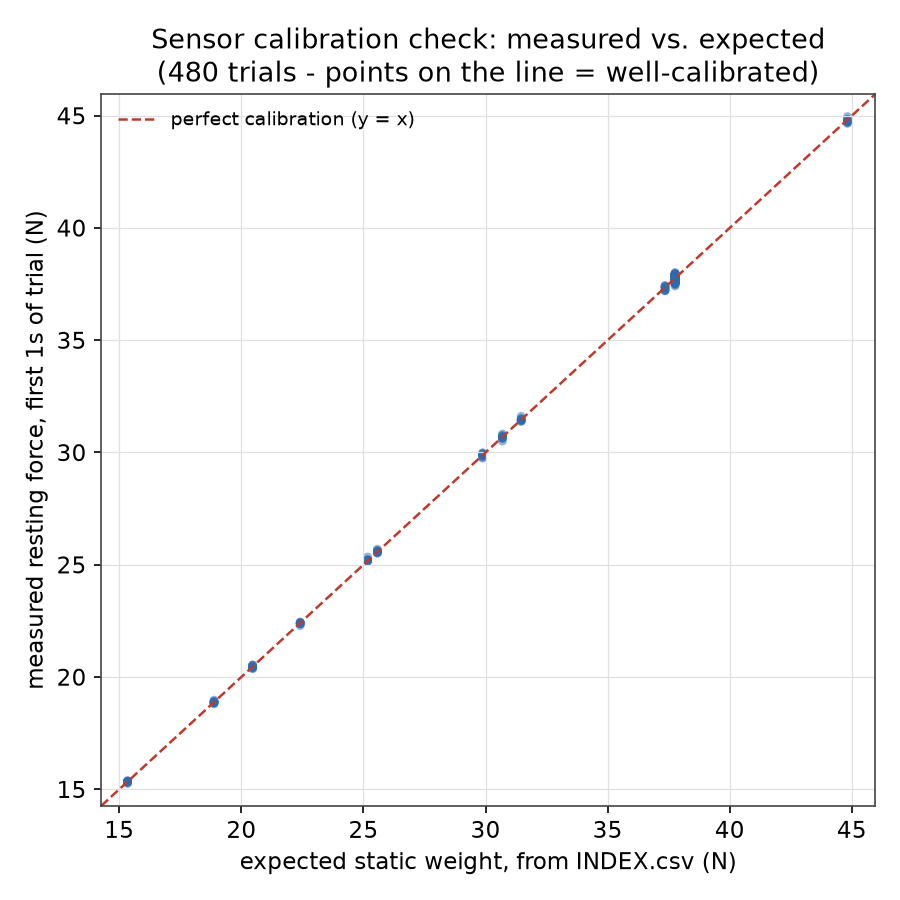 Sensor calibration check: measured vs. expected
(480 trials - points on the line = well-calibrated)
perfect calibration (y = x)
measured resting force, first 1s of trial (N)
45
40
35
30
25
20
15
15 20 25 30 35 40 45
expected static weight, from INDEX.csv (N)